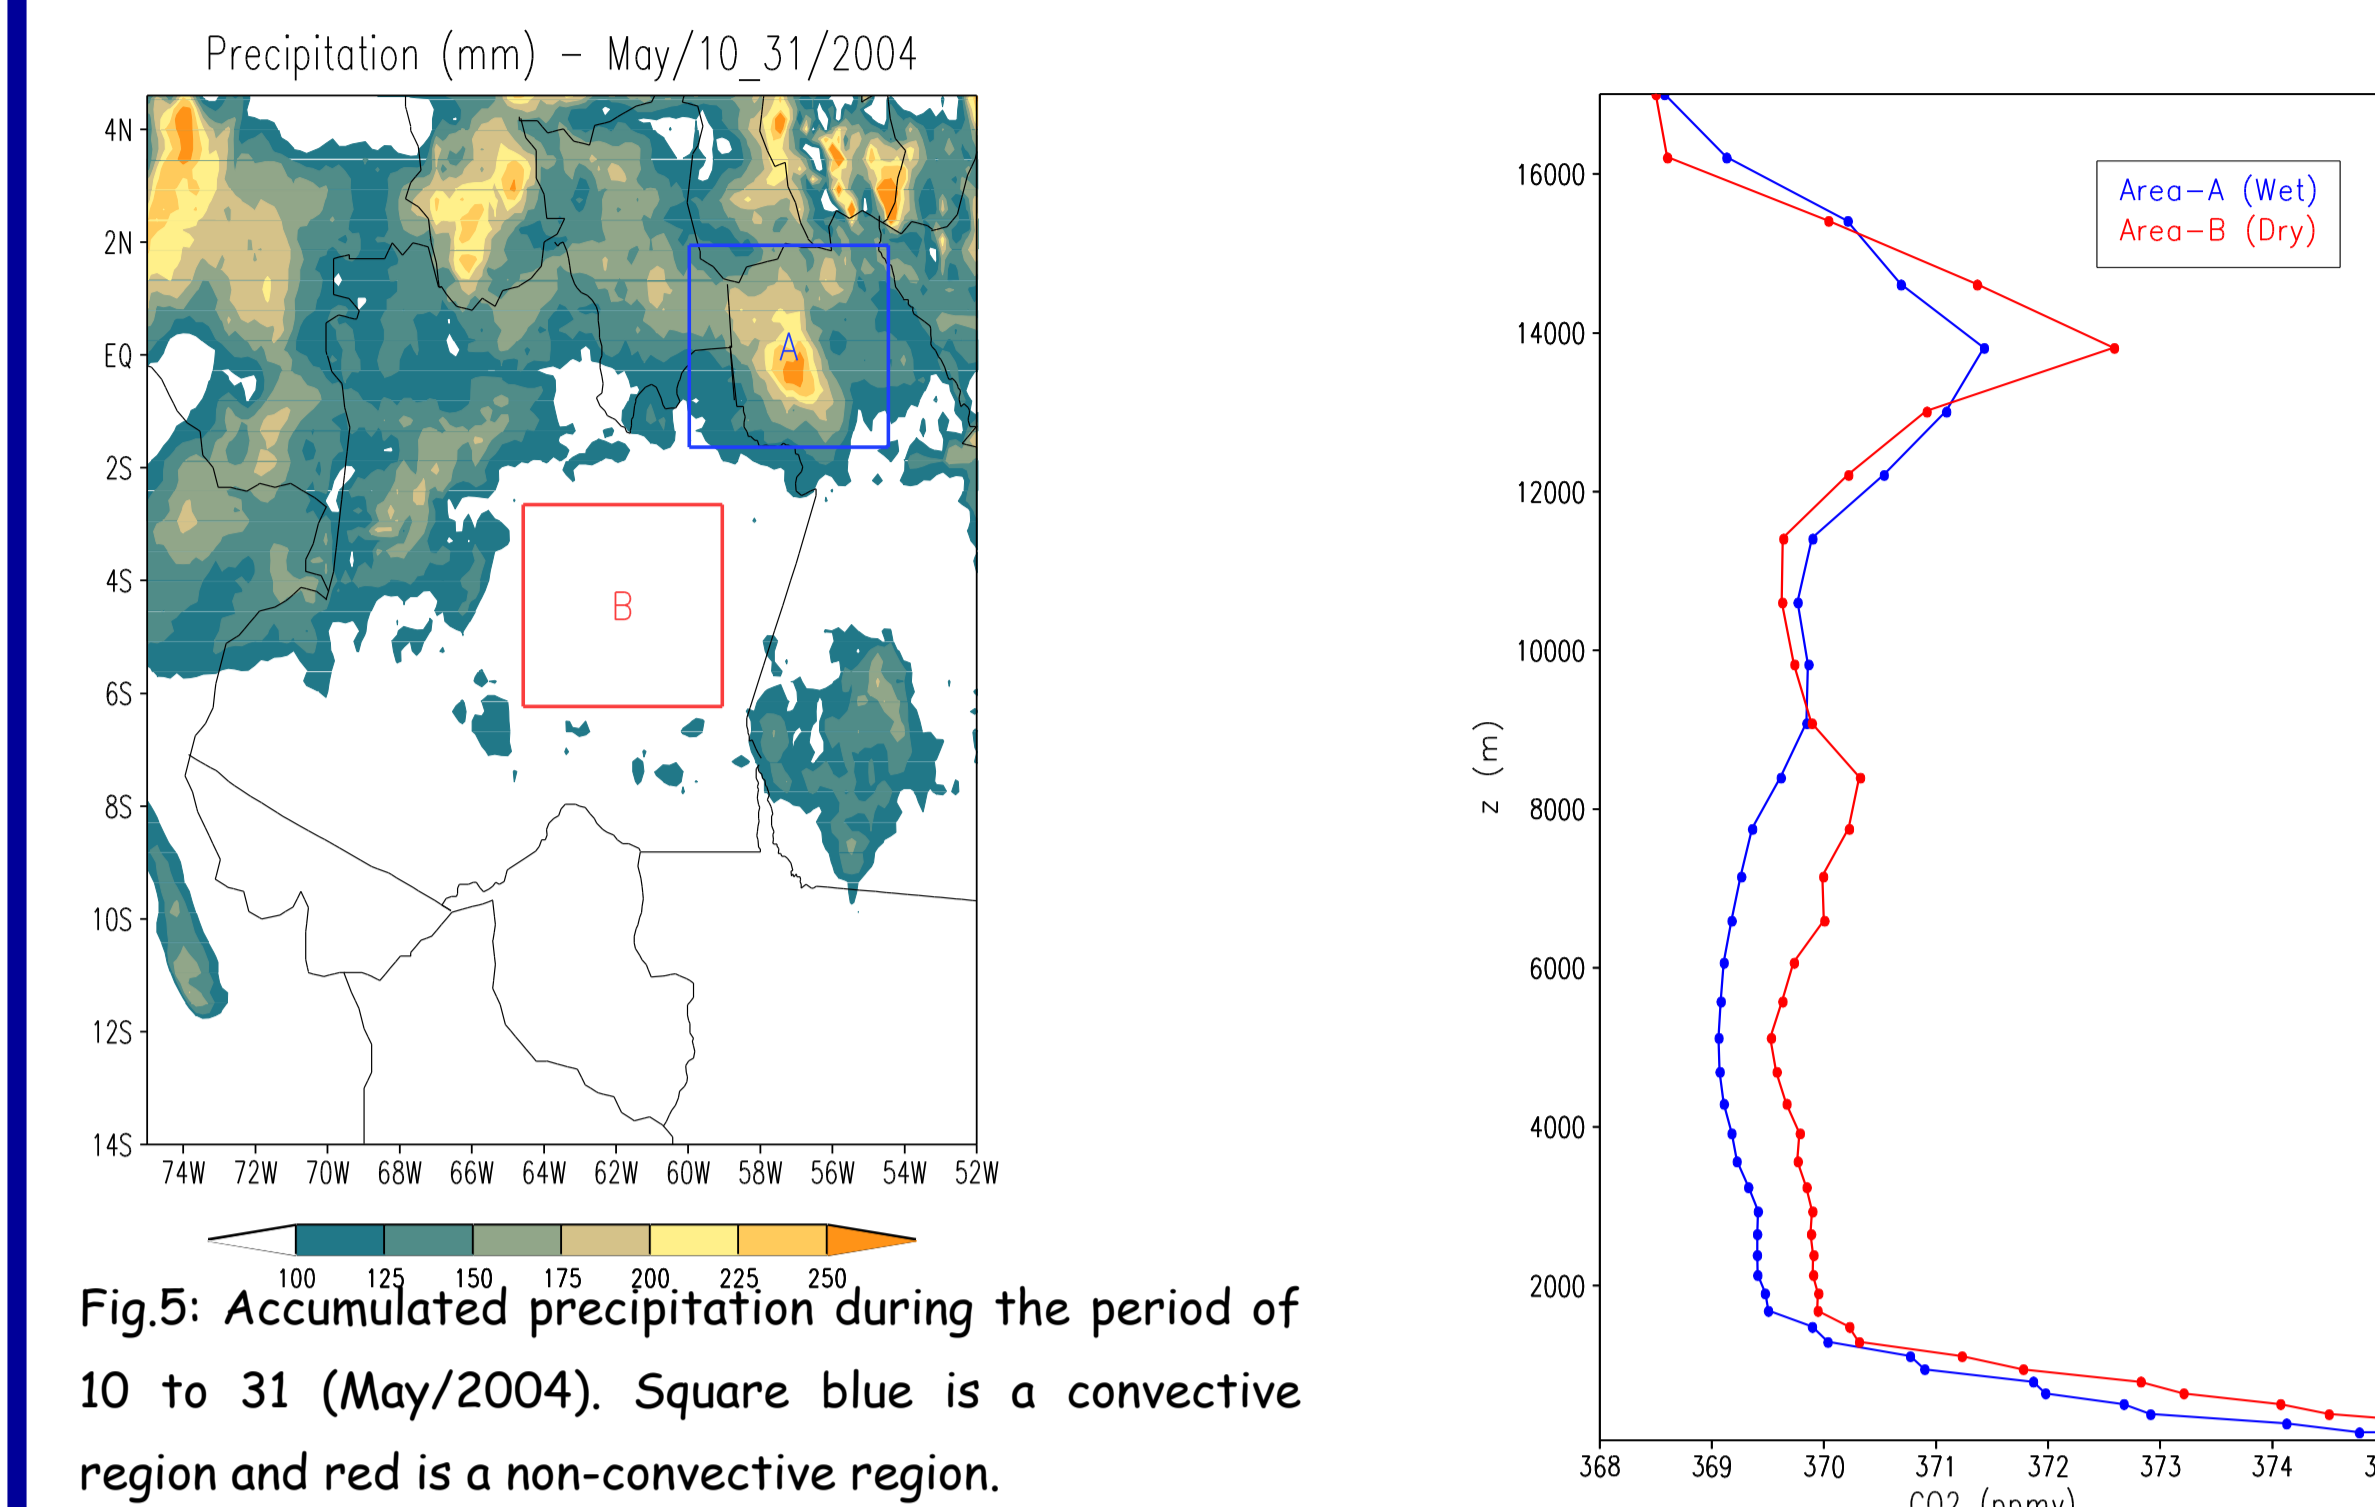 Precipitation (mm) - May/10_31/2004
4N
2N
EQ
2S
4S
6S
8S
10S
12S
14S
A
B
74W 72W 70W 68W 66W 64W 62W 60W 58W 56W 54W 52W
100 125 150 175 200 225 250
Fig.5: Accumulated precipitation during the period of
10 to 31 (May/2004). Square blue is a convective
region and red is a non-convective region.
Area-A (Wet)
Area-B (Dry)
z (m)
16000
14000
12000
10000
8000
6000
4000
2000
368 369 370 371 372 373 374
CO2 (ppmv)